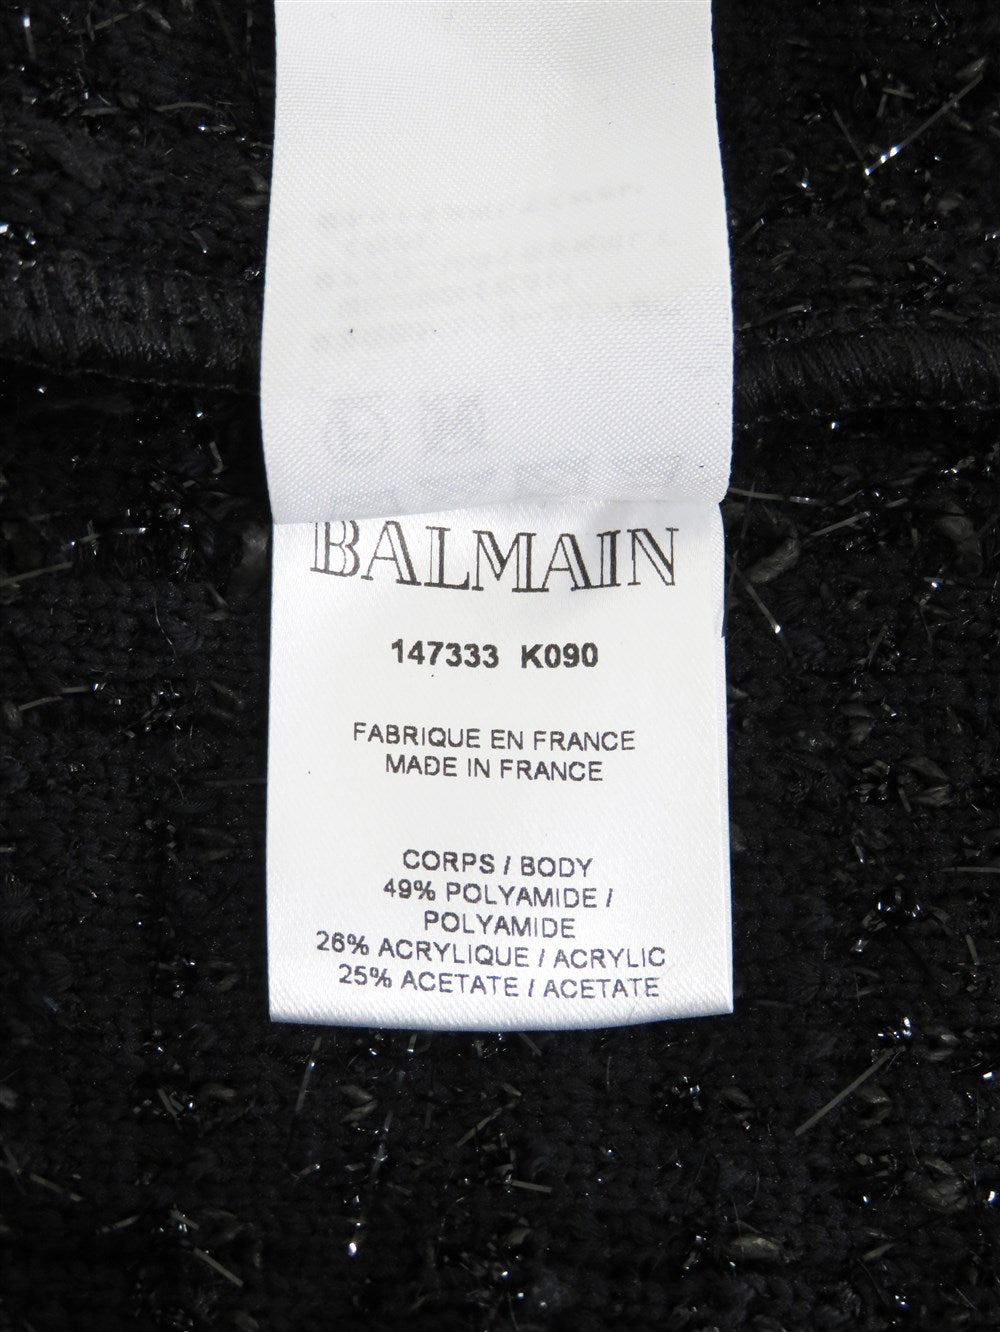 BALMAIN
147333 K090
FABRIQUE EN FRANCE
MADE IN FRANCE
CORPS / BODY
49% POLYAMIDE /
POLYAMIDE
26% ACRYLIQUE / ACRYLIC
25% ACETATE / ACETATE